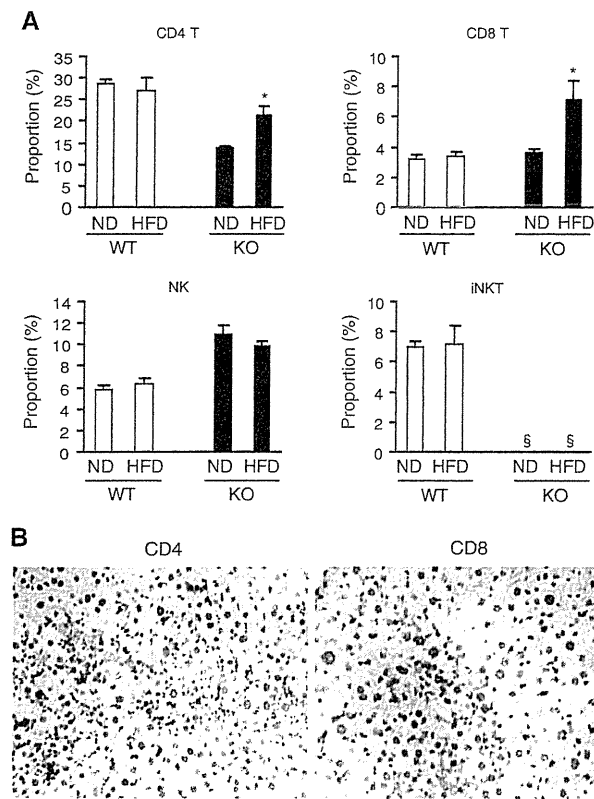 A
CD4 T
Proportion (%)
35
30
25
20
15
10
15
0
ND HFD ND HFD
WT KO
*
CD8 T
Proportion (%)
10
8
6
4
2
0
ND HFD ND HFD
WT KO
*
NK
Proportion (%)
14
12
10
8
6
4
2
0
ND HFD ND HFD
WT KO
iNKT
Proportion (%)
10
8
6
4
2
0
§ §
ND HFD ND HFD
WT KO
B
CD4
CD8